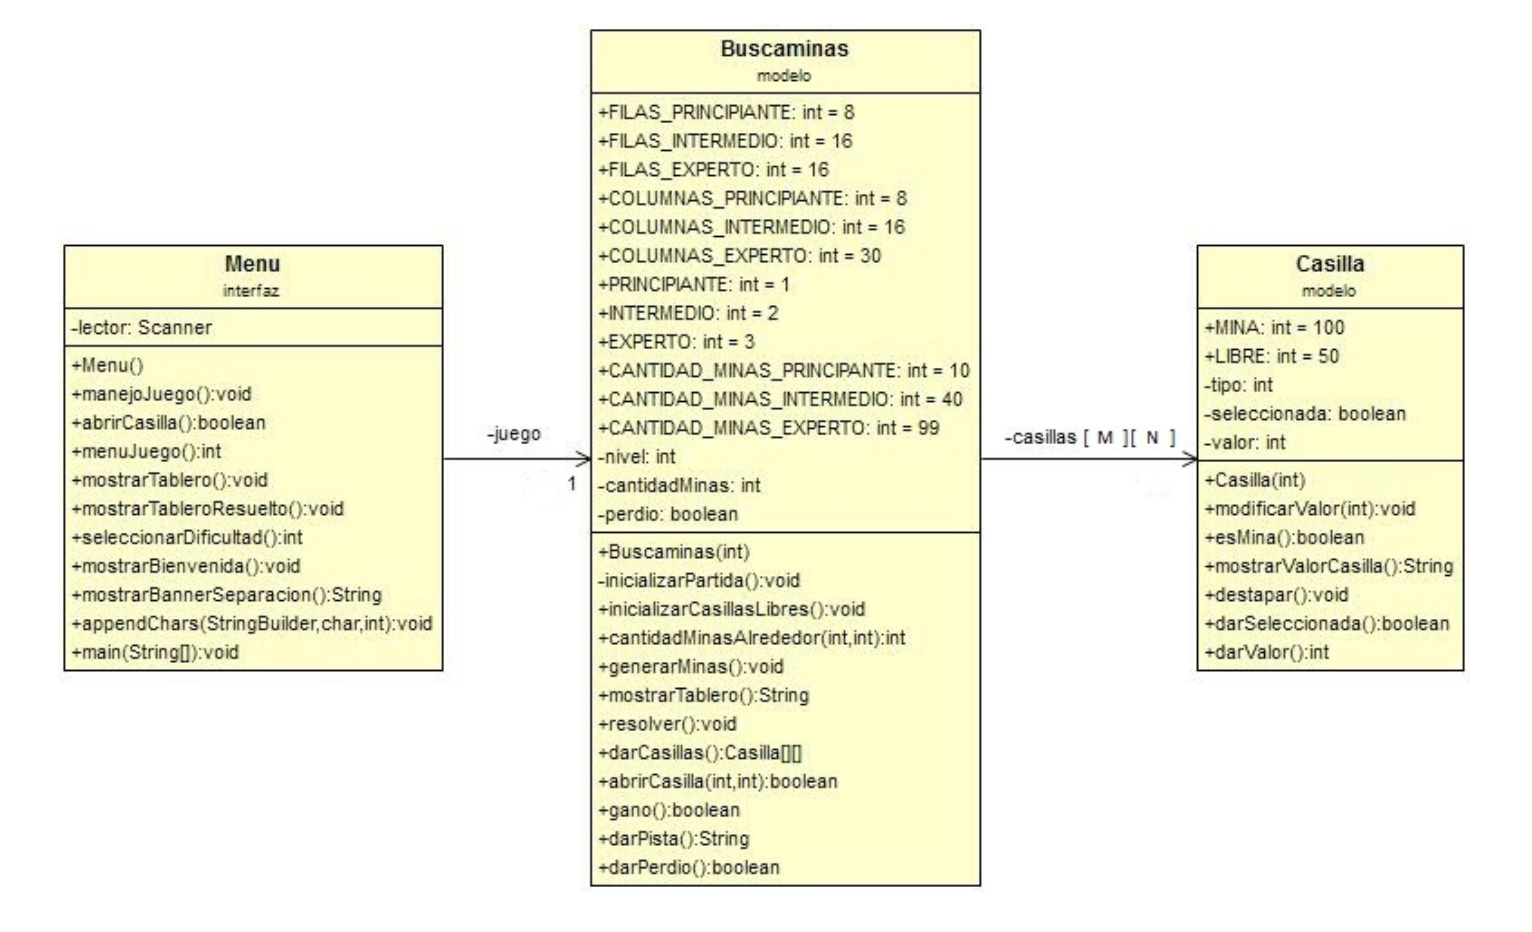 Menu
interfaz
-lector: Scanner
+Menu()
+manejoJuego():void
+abrirCasilla():boolean
+menuJuego():int
+mostrarTablero():void
+mostrarTableroResuelto():void
+seleccionarDificultad():int
+mostrarBienvenida():void
+mostrarBannerSeparacion():String
+appendChars(StringBuilder,char,int):void
+main(String[]):void
-juego
1
Buscaminas
modelo
+FILAS_PRINCIPIANTE: int = 8
+FILAS_INTERMEDIO: int = 16
+FILAS_EXPERTO: int = 16
+COLUMNAS_PRINCIPIANTE: int = 8
+COLUMNAS_INTERMEDIO: int = 16
+COLUMNAS_EXPERTO: int = 30
+PRINCIPIANTE: int = 1
+INTERMEDIO: int = 2
+EXPERTO: int = 3
+CANTIDAD_MINAS_PRINCIPANTE: int = 10
+CANTIDAD_MINAS_INTERMEDIO: int = 40
+CANTIDAD_MINAS_EXPERTO: int = 99
-nivel: int
-cantidadMinas: int
-perdio: boolean
+Buscaminas(int)
-inicializarPartida():void
+inicializarCasillasLibres():void
+cantidadMinasAlrededor(int,int):int
+generarMinas():void
+mostrarTablero():String
+resolver():void
+darCasillas():Casilla[][]
+abrirCasilla(int,int):boolean
+gano():boolean
+darPista():String
+darPerdio():boolean
-casillas [ M ][ N ]
Casilla
modelo
+MINA: int = 100
+LIBRE: int = 50
-tipo: int
-seleccionada: boolean
-valor: int
+Casilla(int)
+modificarValor(int):void
+esMina():boolean
+mostrarValorCasilla():String
+destapar():void
+darSeleccionada():boolean
+darValor():int